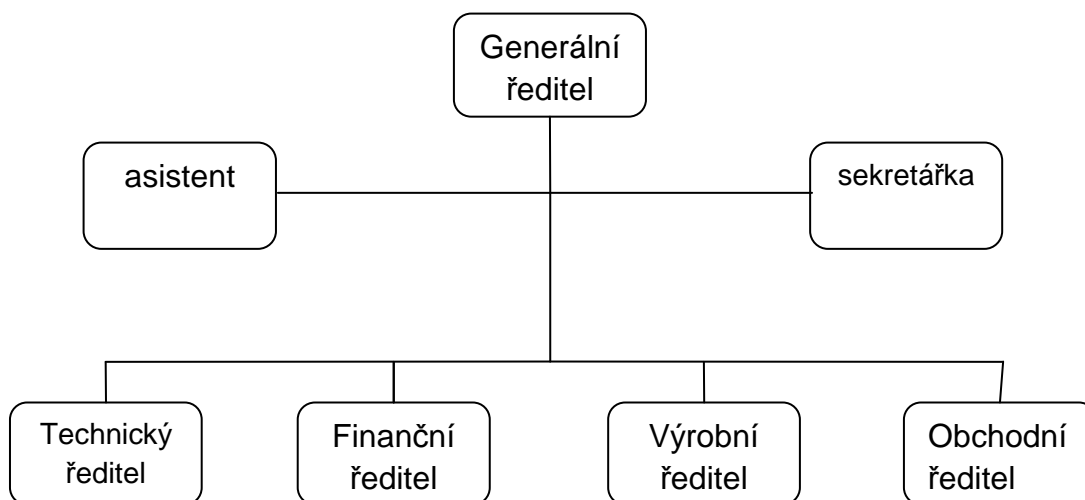 Generální
ředitel
asistent
sekretářka
Technický
ředitel
Finanční
ředitel
Výrobní
ředitel
Obchodní
ředitel